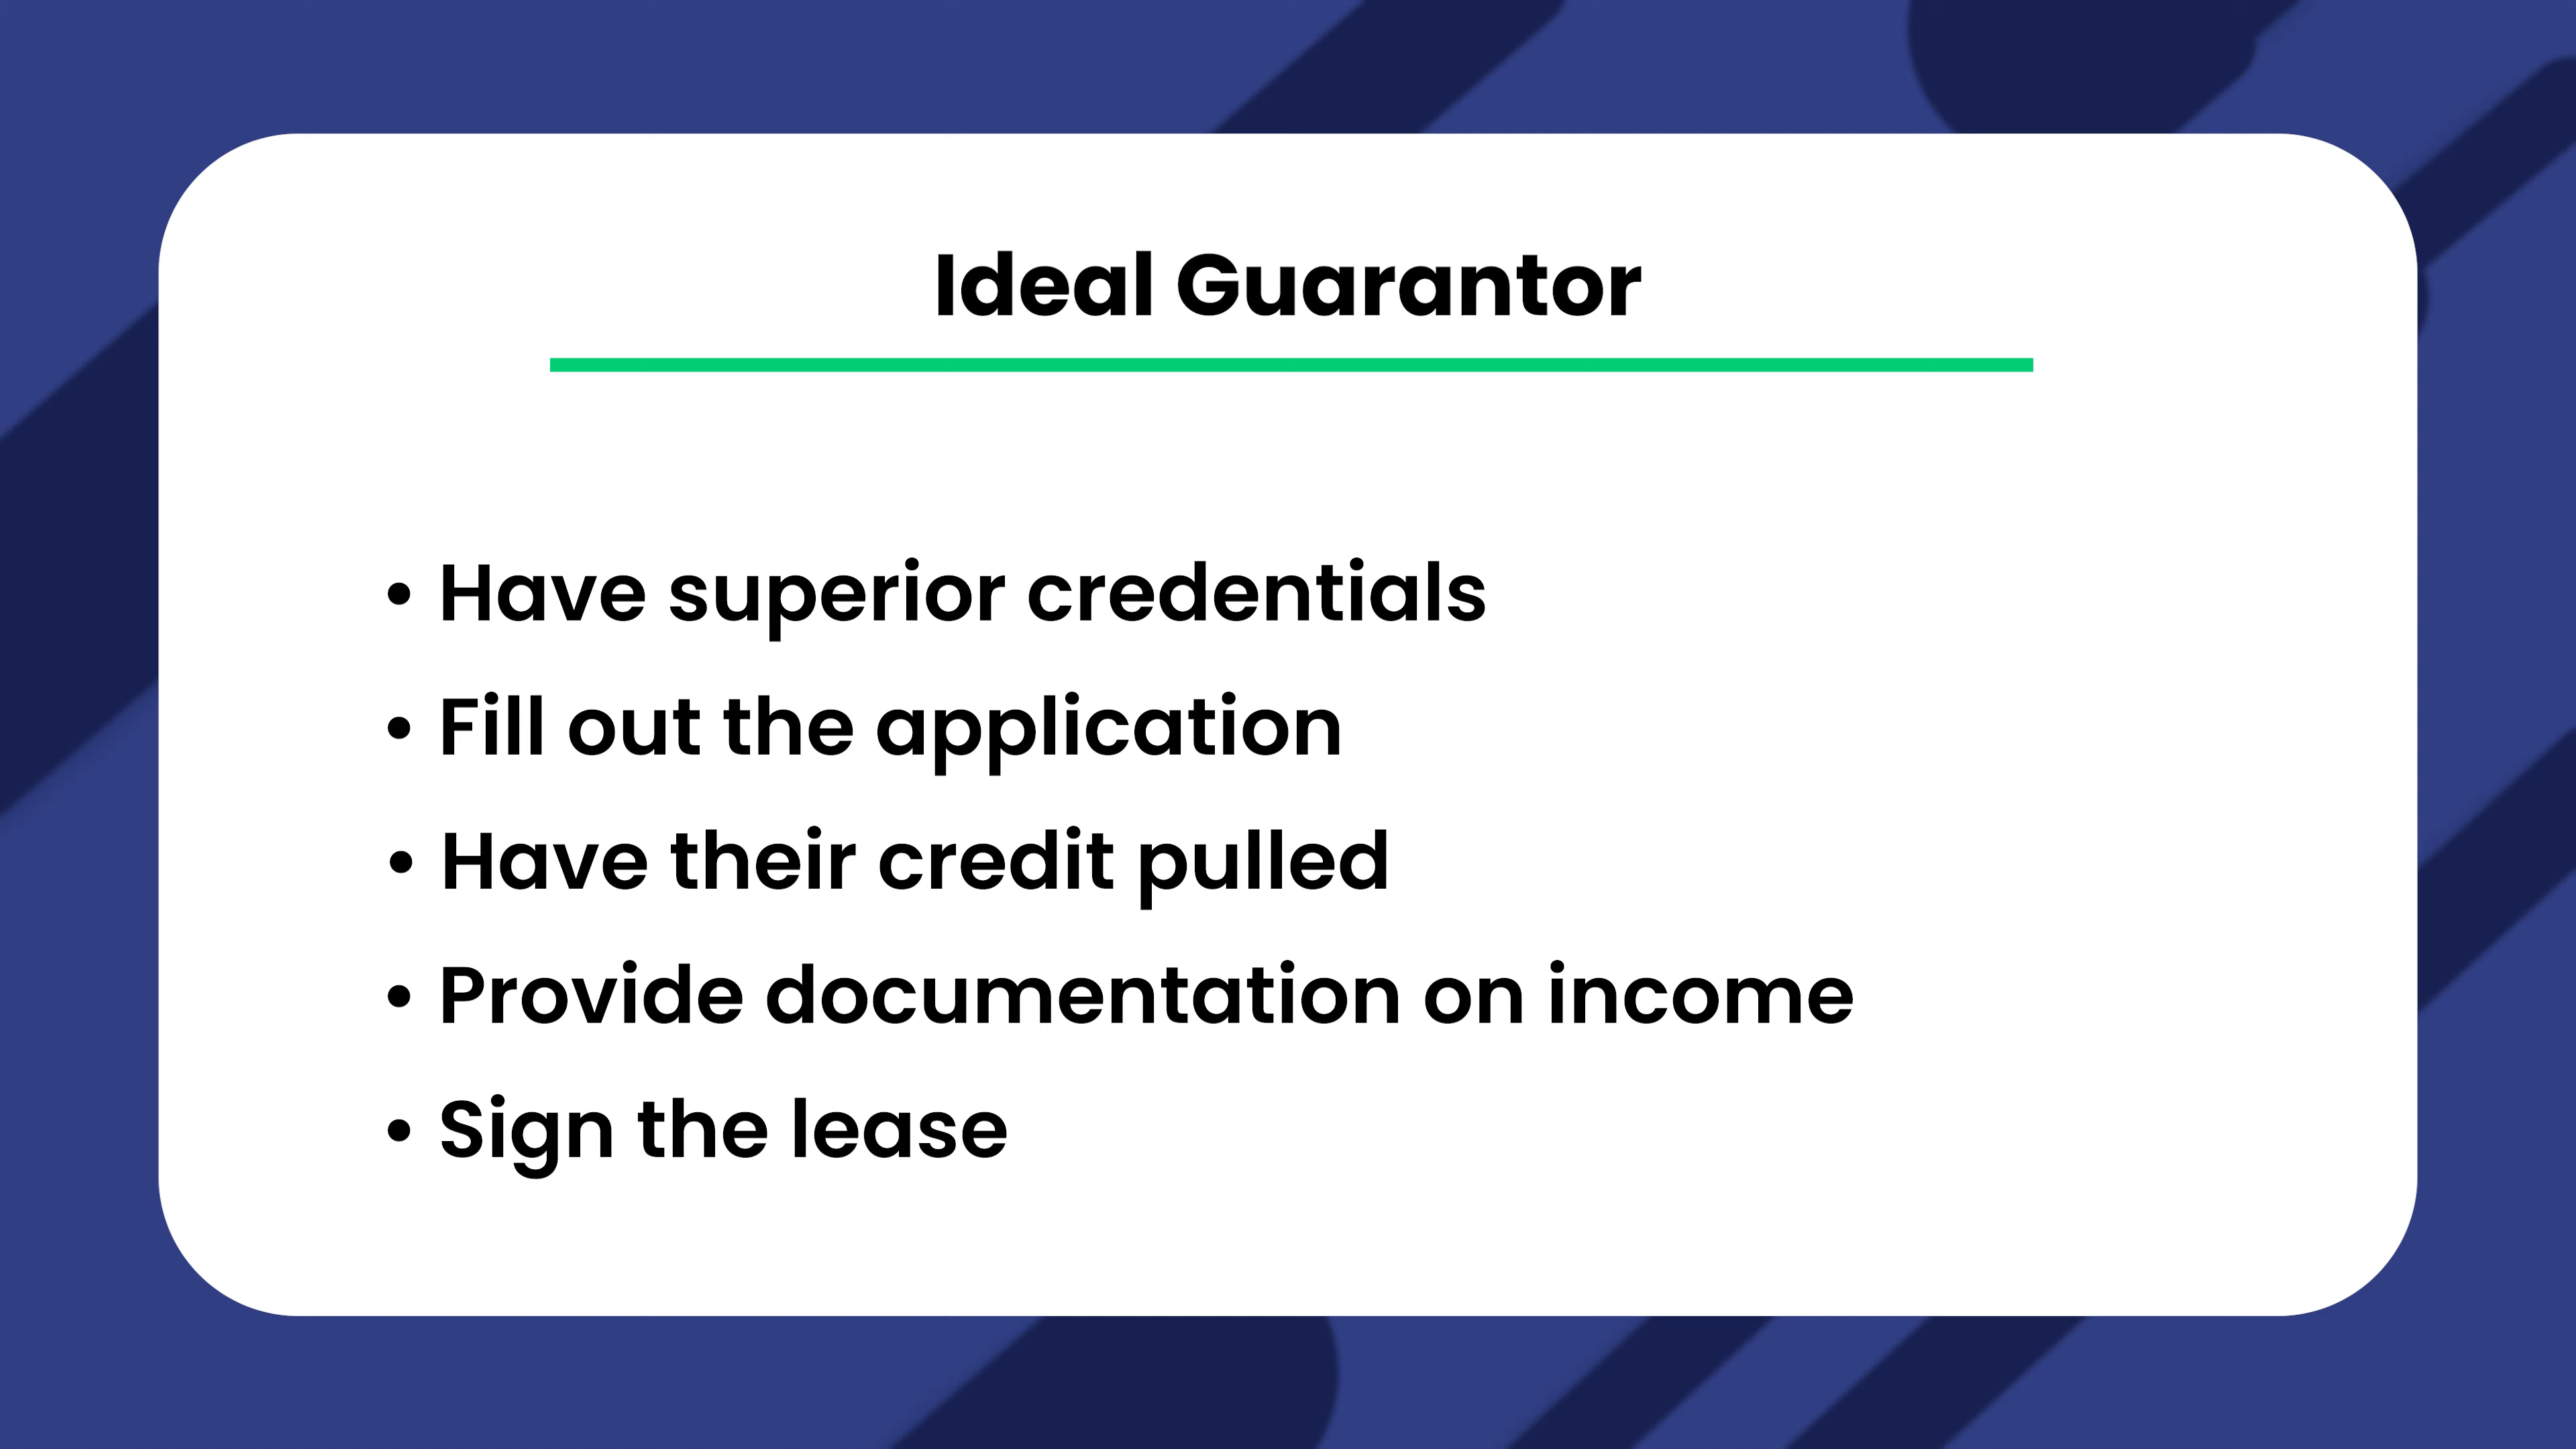 Ideal Guarantor
• Have superior credentials
• Fill out the application
• Have their credit pulled
• Provide documentation on income
• Sign the lease